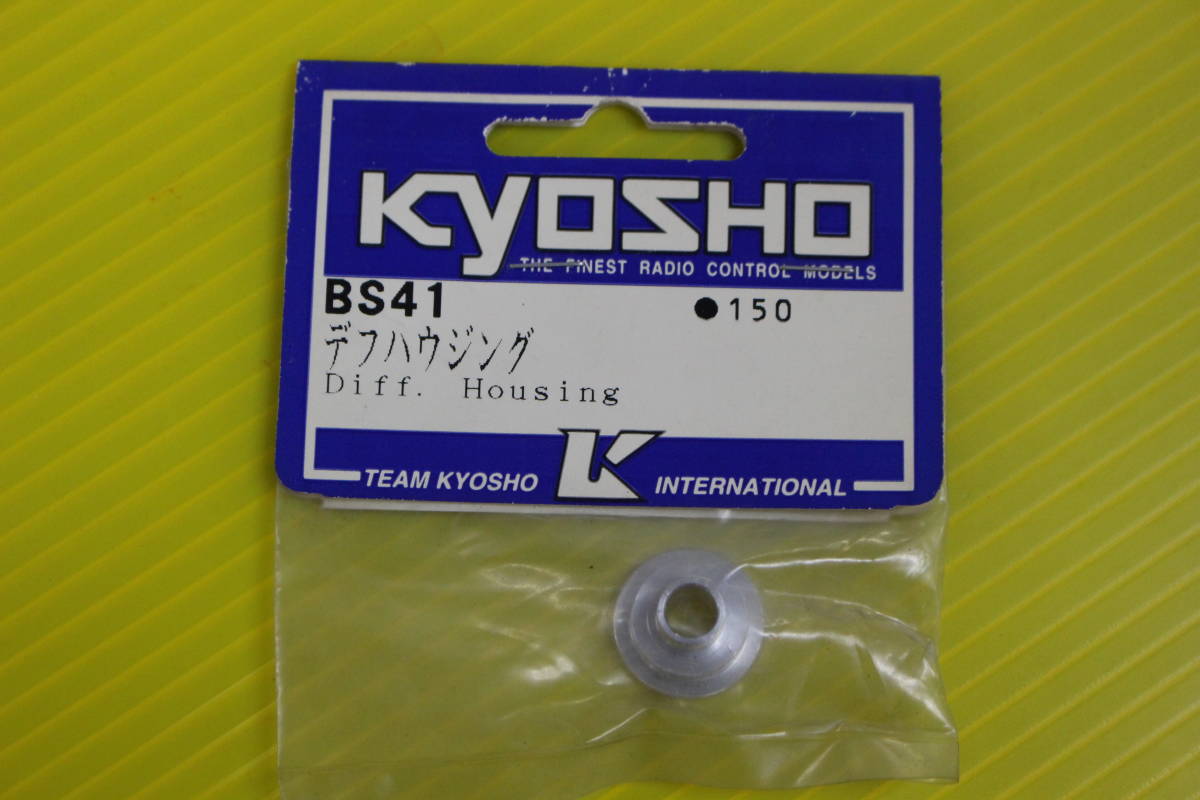 KYOSHO
THE FINEST RADIO CONTROL MODELS
BS41 ●150
デフハウジング
Diff. Housing
TEAM KYOSHO K INTERNATIONAL